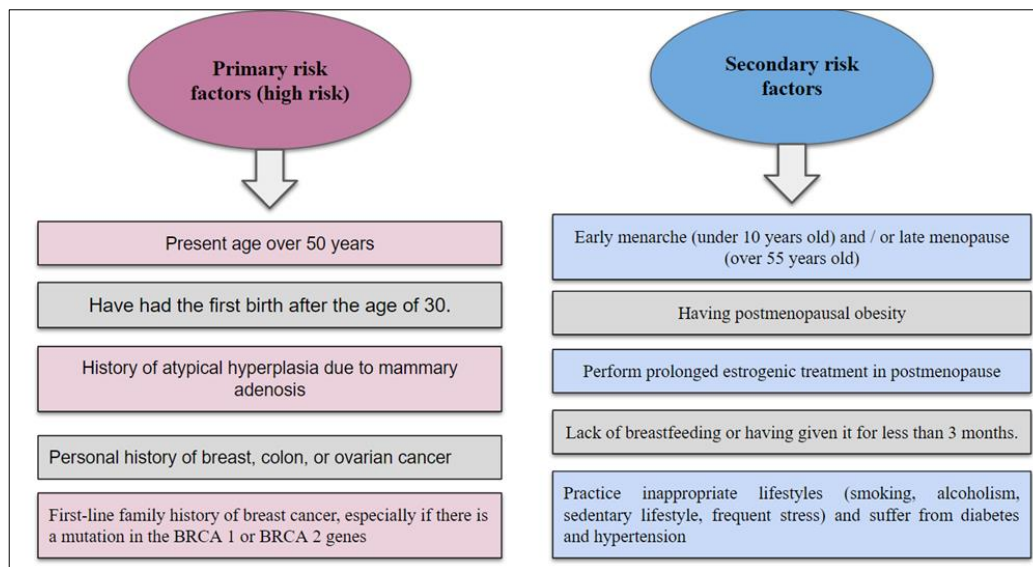 Primary risk
factors (high risk)
Present age over 50 years
Have had the first birth after the age of 30.
History of atypical hyperplasia due to mammary
adenosis
Personal history of breast, colon, or ovarian cancer
First-line family history of breast cancer, especially if there is
a mutation in the BRCA 1 or BRCA 2 genes
Secondary risk
factors
Early menarche (under 10 years old) and / or late menopause
(over 55 years old)
Having postmenopausal obesity
Perform prolonged estrogenic treatment in postmenopause
Lack of breastfeeding or having given it for less than 3 months.
Practice inappropriate lifestyles (smoking, alcoholism,
sedentary lifestyle, frequent stress) and suffer from diabetes
and hypertension